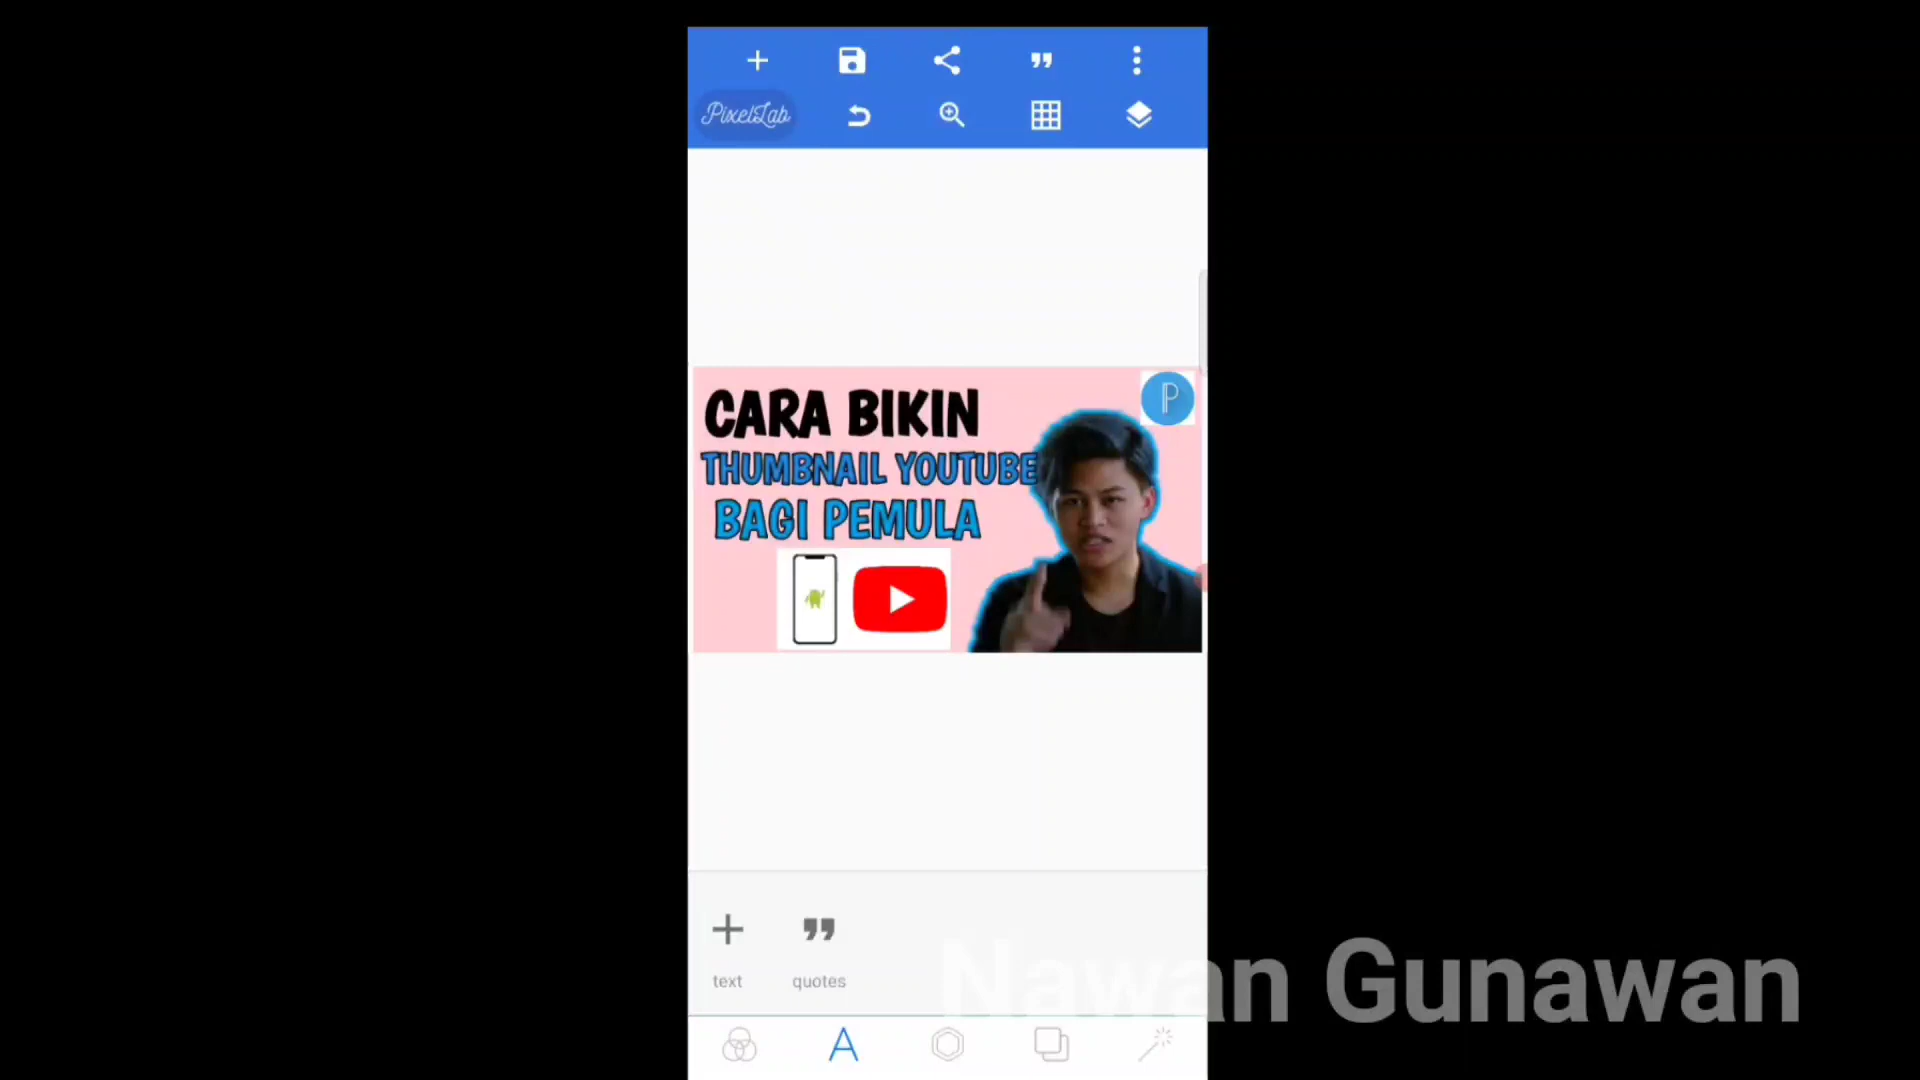 PixelLab
CARA BIKIN
THUMBNAIL YOUTUBE
BAGI PEMULA
P
text
quotes
Nawan Gunawan